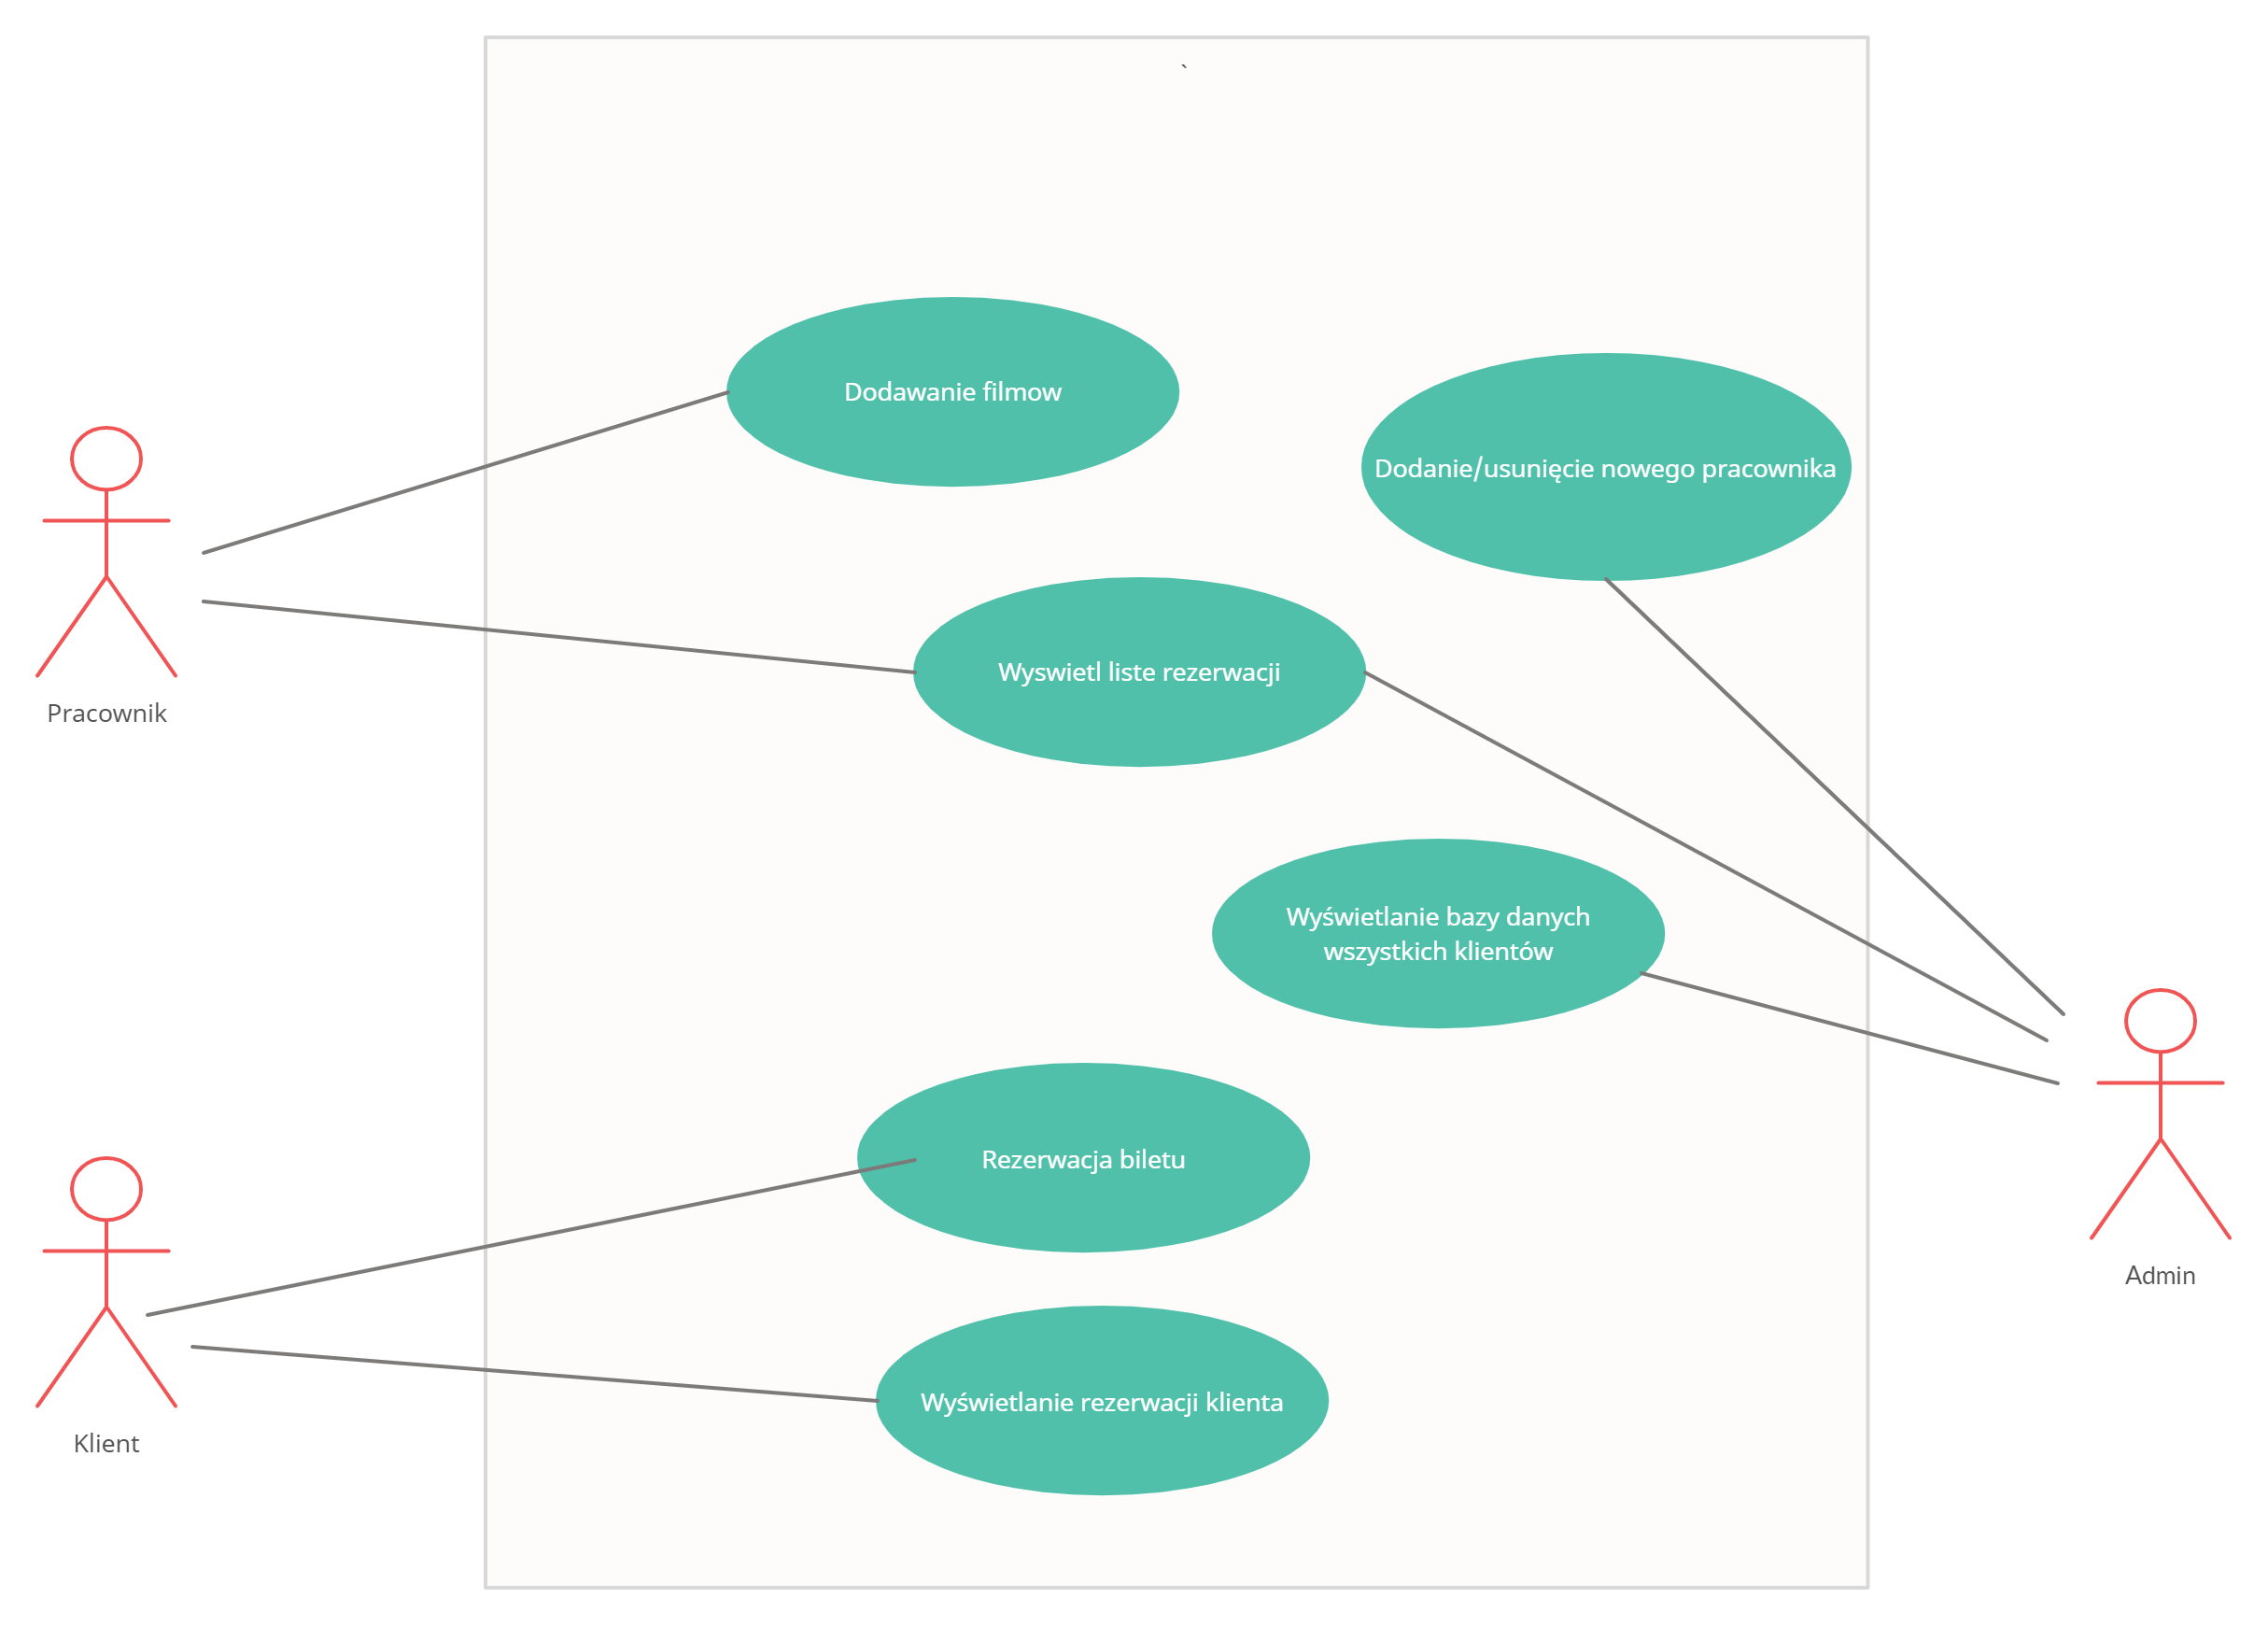 `
Dodawanie filmow
Dodanie/usunięcie nowego pracownika
Wyswietl liste rezerwacji
Pracownik
Wyświetlanie bazy danych
wszystkich klientów
Rezerwacja biletu
Admin
Wyświetlanie rezerwacji klienta
Klient